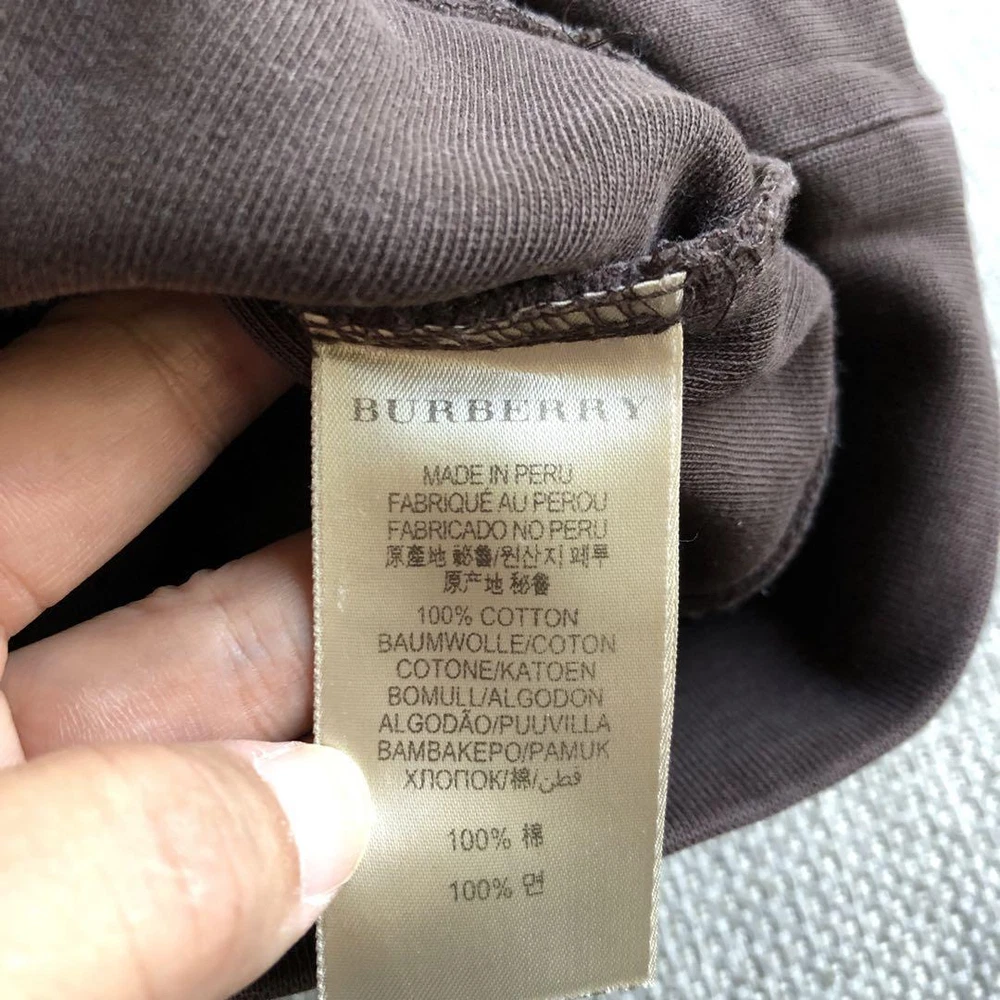 BURBERRY
MADE IN PERU
FABRIQUÉ AU PEROU
FABRICADO NO PERU
原產地 祕魯/원산지 페루
原产地 秘鲁
100% COTTON
BAUMWOLLE/COTON
COTONE/KATOEN
BOMULL/ALGODON
ALGODÃO/PUUVILLA
BAMBAKEPO/PAMUK
ХЛОПОК/棉/قطن
100% 棉
100% 면